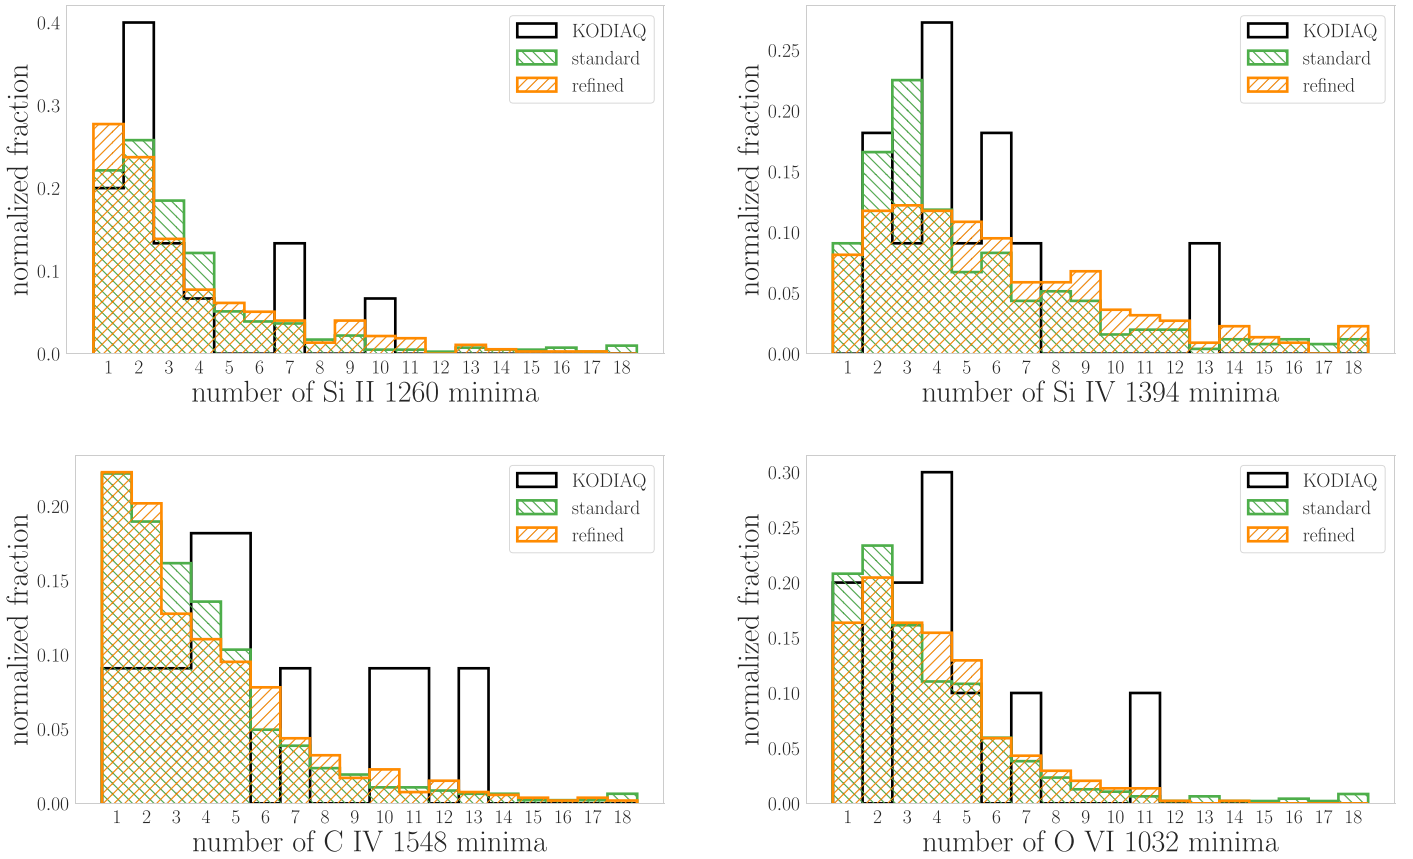 KODIAQ
standard
refined
normalized fraction
0.4
0.3
0.2
0.1
0.0
1 2 3 4 5 6 7 8 9 10 11 12 13 14 15 16 17 18
number of Si II 1260 minima
KODIAQ
standard
refined
normalized fraction
0.25
0.20
0.15
0.10
0.05
0.00
1 2 3 4 5 6 7 8 9 10 11 12 13 14 15 16 17 18
number of Si IV 1394 minima
KODIAQ
standard
refined
normalized fraction
0.20
0.15
0.10
0.05
0.00
1 2 3 4 5 6 7 8 9 10 11 12 13 14 15 16 17 18
number of C IV 1548 minima
KODIAQ
standard
refined
normalized fraction
0.30
0.25
0.20
0.15
0.10
0.05
0.00
1 2 3 4 5 6 7 8 9 10 11 12 13 14 15 16 17 18
number of O VI 1032 minima